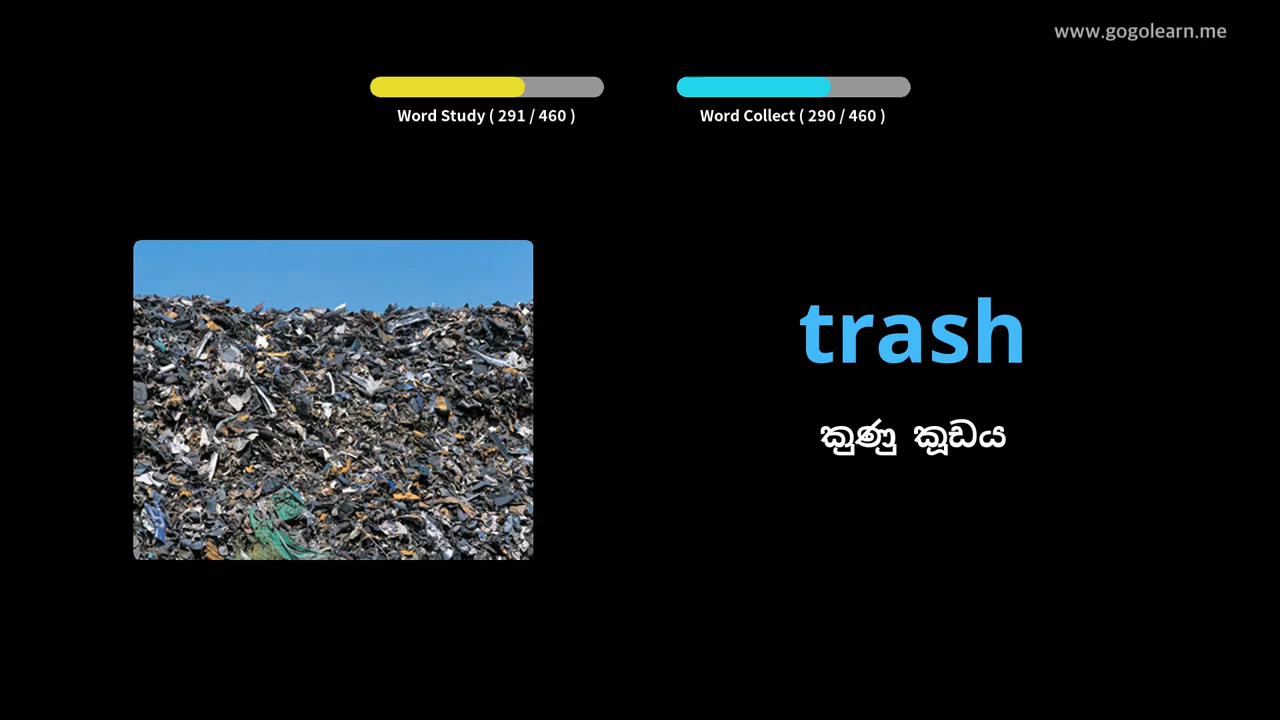 www.gogolearn.me
Word Study ( 291 / 460 )
Word Collect ( 290 / 460 )
trash
කුණු කූඩය